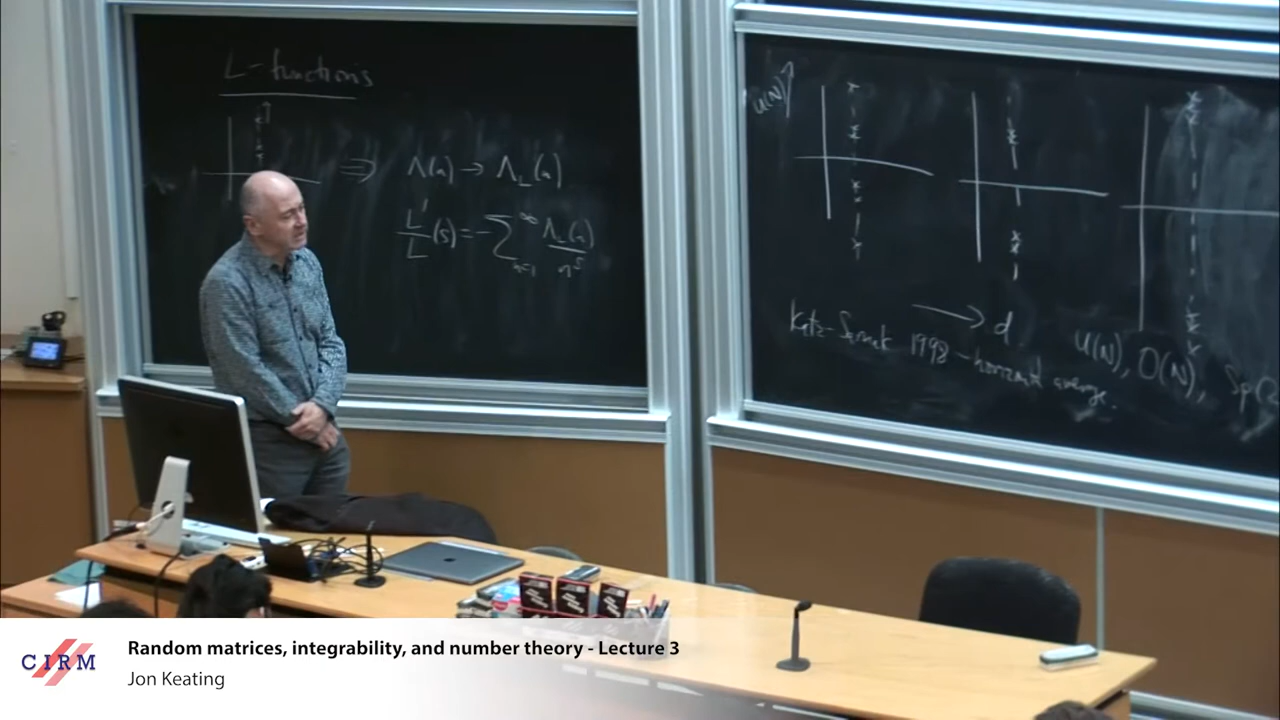 L-functions
⇒ Λ(n) → Λ_L(n)
L'/L (s) = -∑_{n=1}^∞ Λ_L(n)/n^s
U(N) ↑
→ d
Katz-Sarnak 1998 - horizontal average.
U(N), O(N), Sp(2
CIRM
Random matrices, integrability, and number theory - Lecture 3
Jon Keating